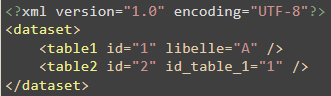 <?xml version="1.0" encoding="UTF-8"?>
<dataset>
    <table1 id="1" libelle="A" />
    <table2 id="2" id_table_1="1" />
</dataset>